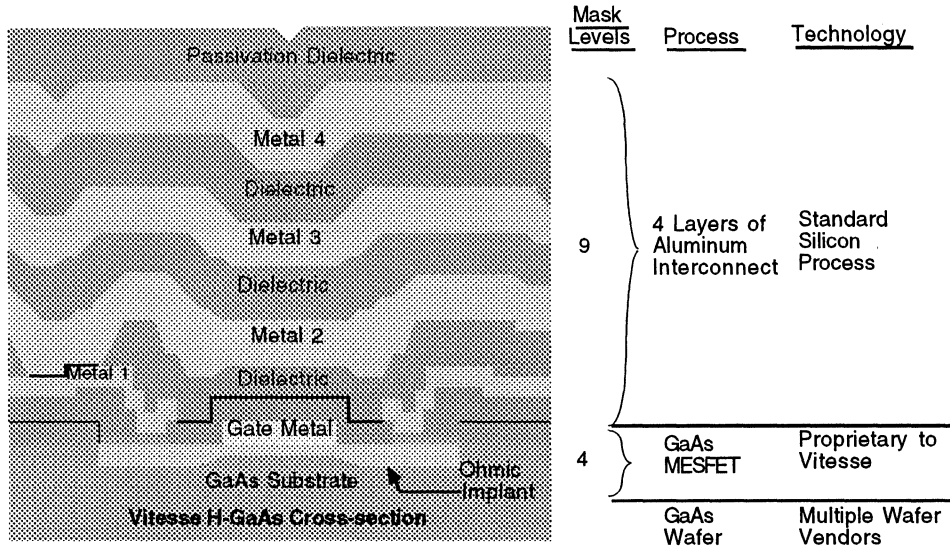 Passivation Dielectric
Metal 4
Dielectric
Metal 3
Dielectric
Metal 2
Metal 1
Dielectric
Gate Metal
GaAs Substrate
Ohmic
Implant
Vitesse H-GaAs Cross-section
Mask
Levels
Process
Technology
9
4 Layers of
Aluminum
Interconnect
Standard
Silicon
Process
4
GaAs
MESFET
Proprietary to
Vitesse
GaAs
Wafer
Multiple Wafer
Vendors